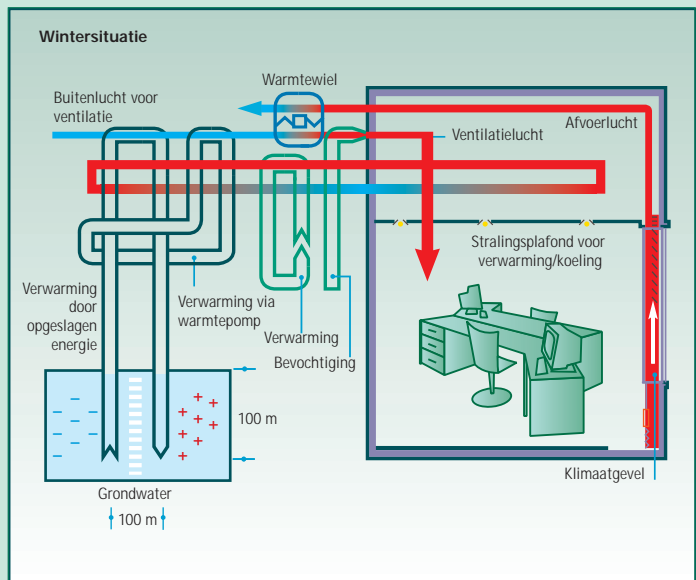 Wintersituatie
Warmtewiel
Buitenlucht voor
ventilatie
Ventilatielucht
Afvoerlucht
Stralingsplafond voor
verwarming/koeling
Verwarming
door
opgeslagen
energie
Verwarming via
warmtepomp
Verwarming
Bevochtiging
100 m
Klimaatgevel
Grondwater
100 m